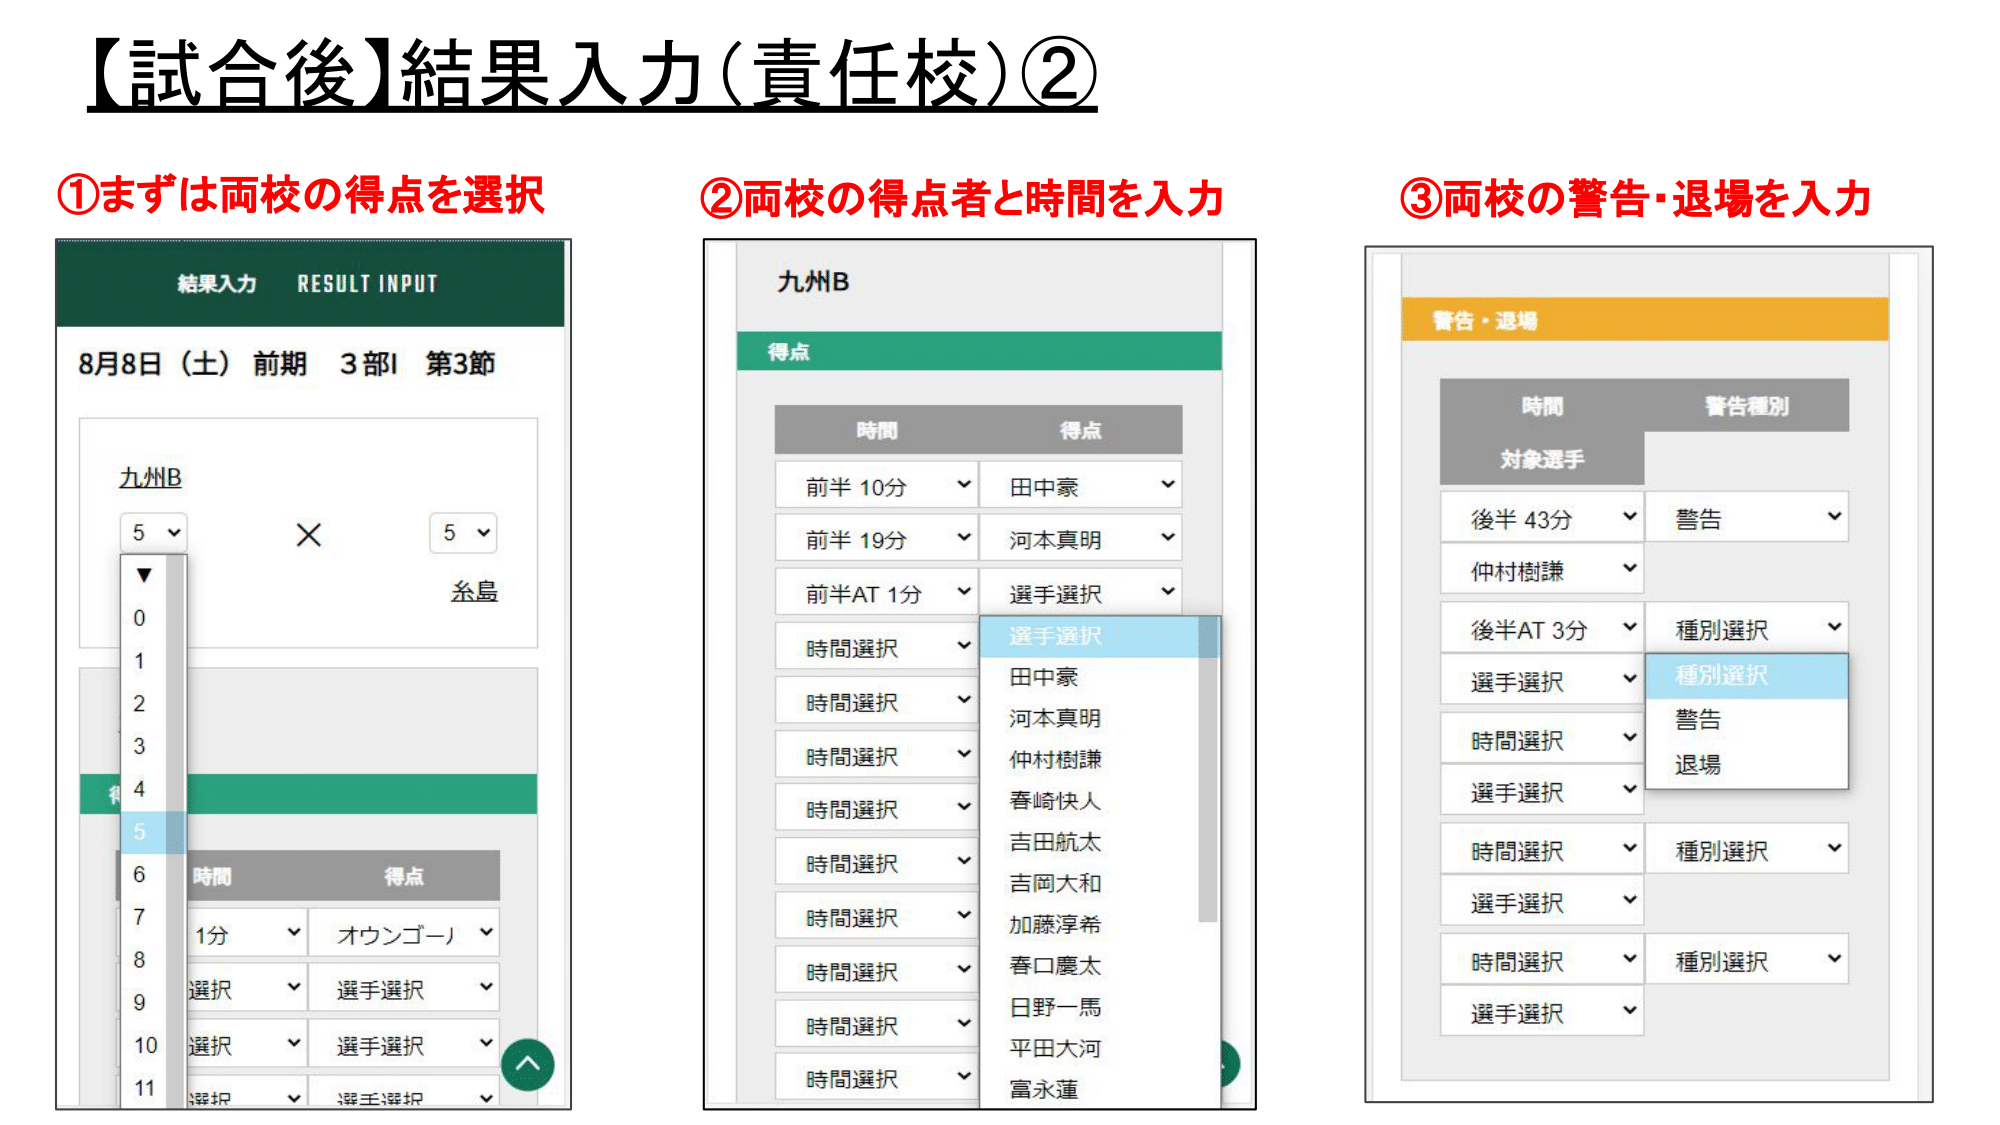 【試合後】結果入力（責任校）②
①まずは両校の得点を選択
結果入力 RESULT INPUT
8月8日（土） 前期 ３部I 第3節
九州B
5 × 5
糸島
▼
0
1
2
3
4
5
6
7
8
9
10
11
時間 得点
1分 オウンゴー
選択 選手選択
選択 選手選択
選択 選手選択
②両校の得点者と時間を入力
九州B
得点
時間 得点
前半 10分 田中豪
前半 19分 河本真明
前半AT 1分 選手選択
時間選択
時間選択
時間選択
時間選択
時間選択
時間選択
時間選択
時間選択
時間選択
選手選択
田中豪
河本真明
仲村樹謙
春崎快人
吉田航太
吉岡大和
加藤淳希
春口慶太
日野一馬
平田大河
富永蓮
③両校の警告・退場を入力
警告・退場
時間 警告種別
対象選手
後半 43分 警告
仲村樹謙
後半AT 3分 種別選択
選手選択
種別選択
警告
退場
時間選択
選手選択
時間選択 種別選択
選手選択
時間選択 種別選択
選手選択